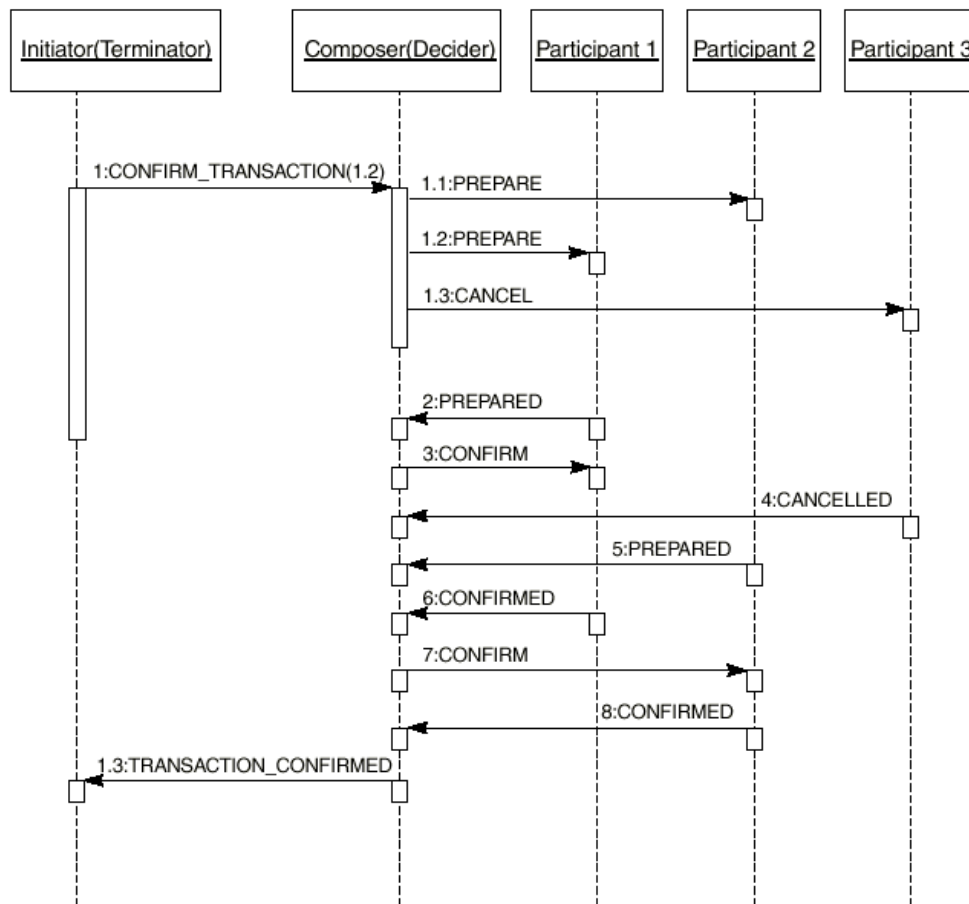 Initiator(Terminator)
Composer(Decider)
Participant 1
Participant 2
Participant 3
1:CONFIRM_TRANSACTION(1.2)
1.1:PREPARE
1.2:PREPARE
1.3:CANCEL
2:PREPARED
3:CONFIRM
4:CANCELLED
5:PREPARED
6:CONFIRMED
7:CONFIRM
8:CONFIRMED
1.3:TRANSACTION_CONFIRMED